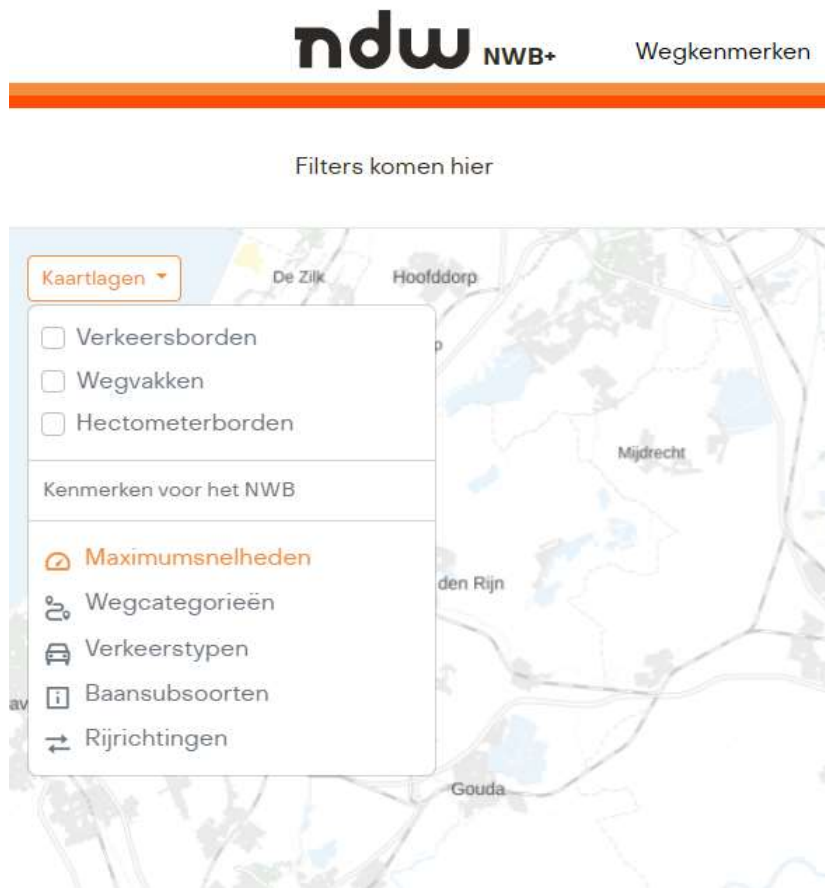 ndw NWB+ Wegkenmerken
Filters komen hier
Kaartlagen
De Zilk
Hoofddorp
Verkeersborden
Wegvakken
Hectometerborden
Mijdrecht
Kenmerken voor het NWB
Maximumsnelheden
den Rijn
Wegcategorieën
Verkeerstypen
Baansubsoorten
av
Rijrichtingen
Gouda